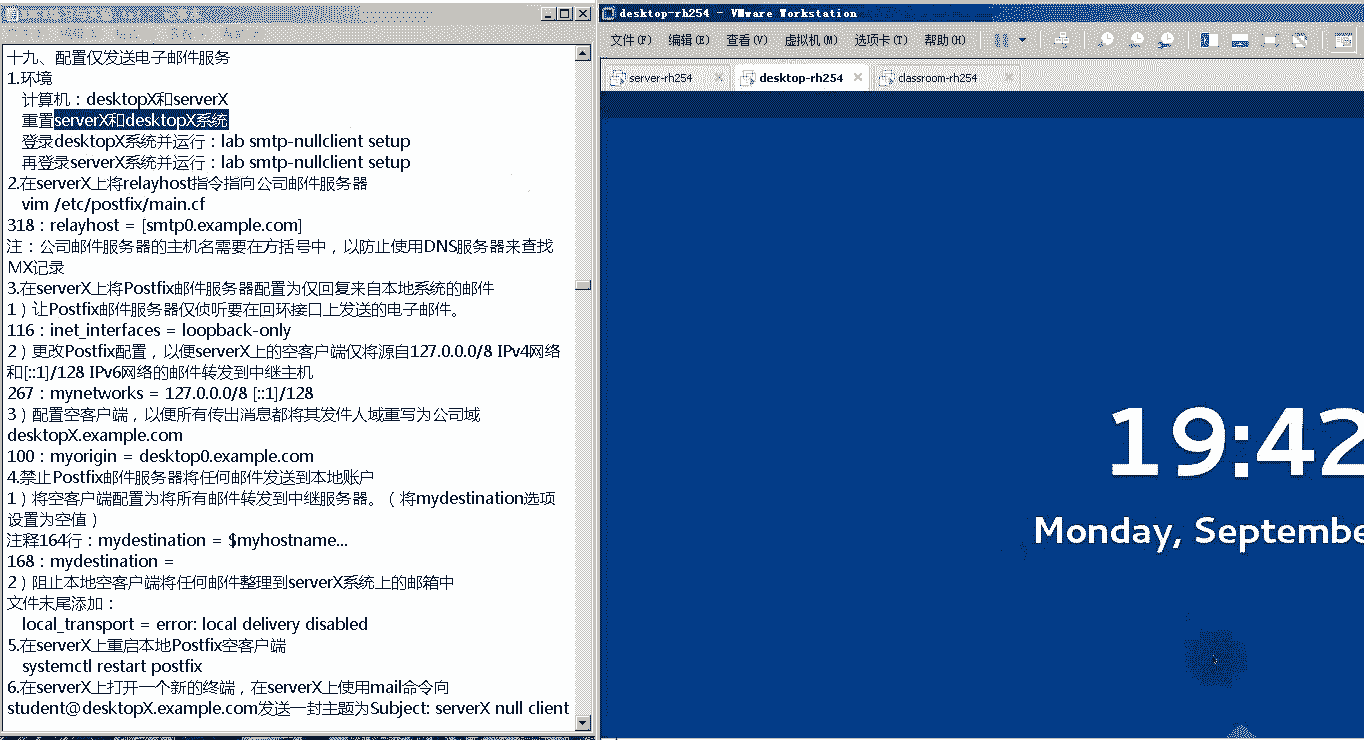 十九、配置仅发送电子邮件服务
1.环境
计算机：desktopX和serverX
重置serverX和desktopX系统
登录desktopX系统并运行：lab smtp-nullclient setup
再登录serverX系统并运行：lab smtp-nullclient setup
2.在serverX上将relayhost指令指向公司邮件服务器
vim /etc/postfix/main.cf
318：relayhost = [smtp0.example.com]
注：公司邮件服务器的主机名需要在方括号中，以防止使用DNS服务器来查找
MX记录
3.在serverX上将Postfix邮件服务器配置为仅回复来自本地系统的邮件
1）让Postfix邮件服务器仅侦听要在回环接口上发送的电子邮件。
116：inet_interfaces = loopback-only
2）更改Postfix配置，以便serverX上的空客户端仅将源自127.0.0.0/8 IPv4网络
和[::1]/128 IPv6网络的邮件转发到中继主机
267：mynetworks = 127.0.0.0/8 [::1]/128
3）配置空客户端，以便所有传出消息都将其发件人域重写为公司域
desktopX.example.com
100：myorigin = desktop0.example.com
4.禁止Postfix邮件服务器将任何邮件发送到本地账户
1）将空客户端配置为将所有邮件转发到中继服务器。（将mydestination选项
设置为空值）
注释164行：mydestination = $myhostname...
168：mydestination =
2）阻止本地空客户端将任何邮件整理到serverX系统上的邮箱中
文件末尾添加：
local_transport = error: local delivery disabled
5.在serverX上重启本地Postfix空客户端
systemctl restart postfix
6.在serverX上打开一个新的终端，在serverX上使用mail命令向
student@desktopX.example.com发送一封主题为Subject: serverX null client
desktop-rh254 - VMware Workstation
文件(F) 编辑(E) 查看(V) 虚拟机(M) 选项卡(T) 帮助(H)
server-rh254 desktop-rh254 classroom-rh254
19:42
Monday, Septembe